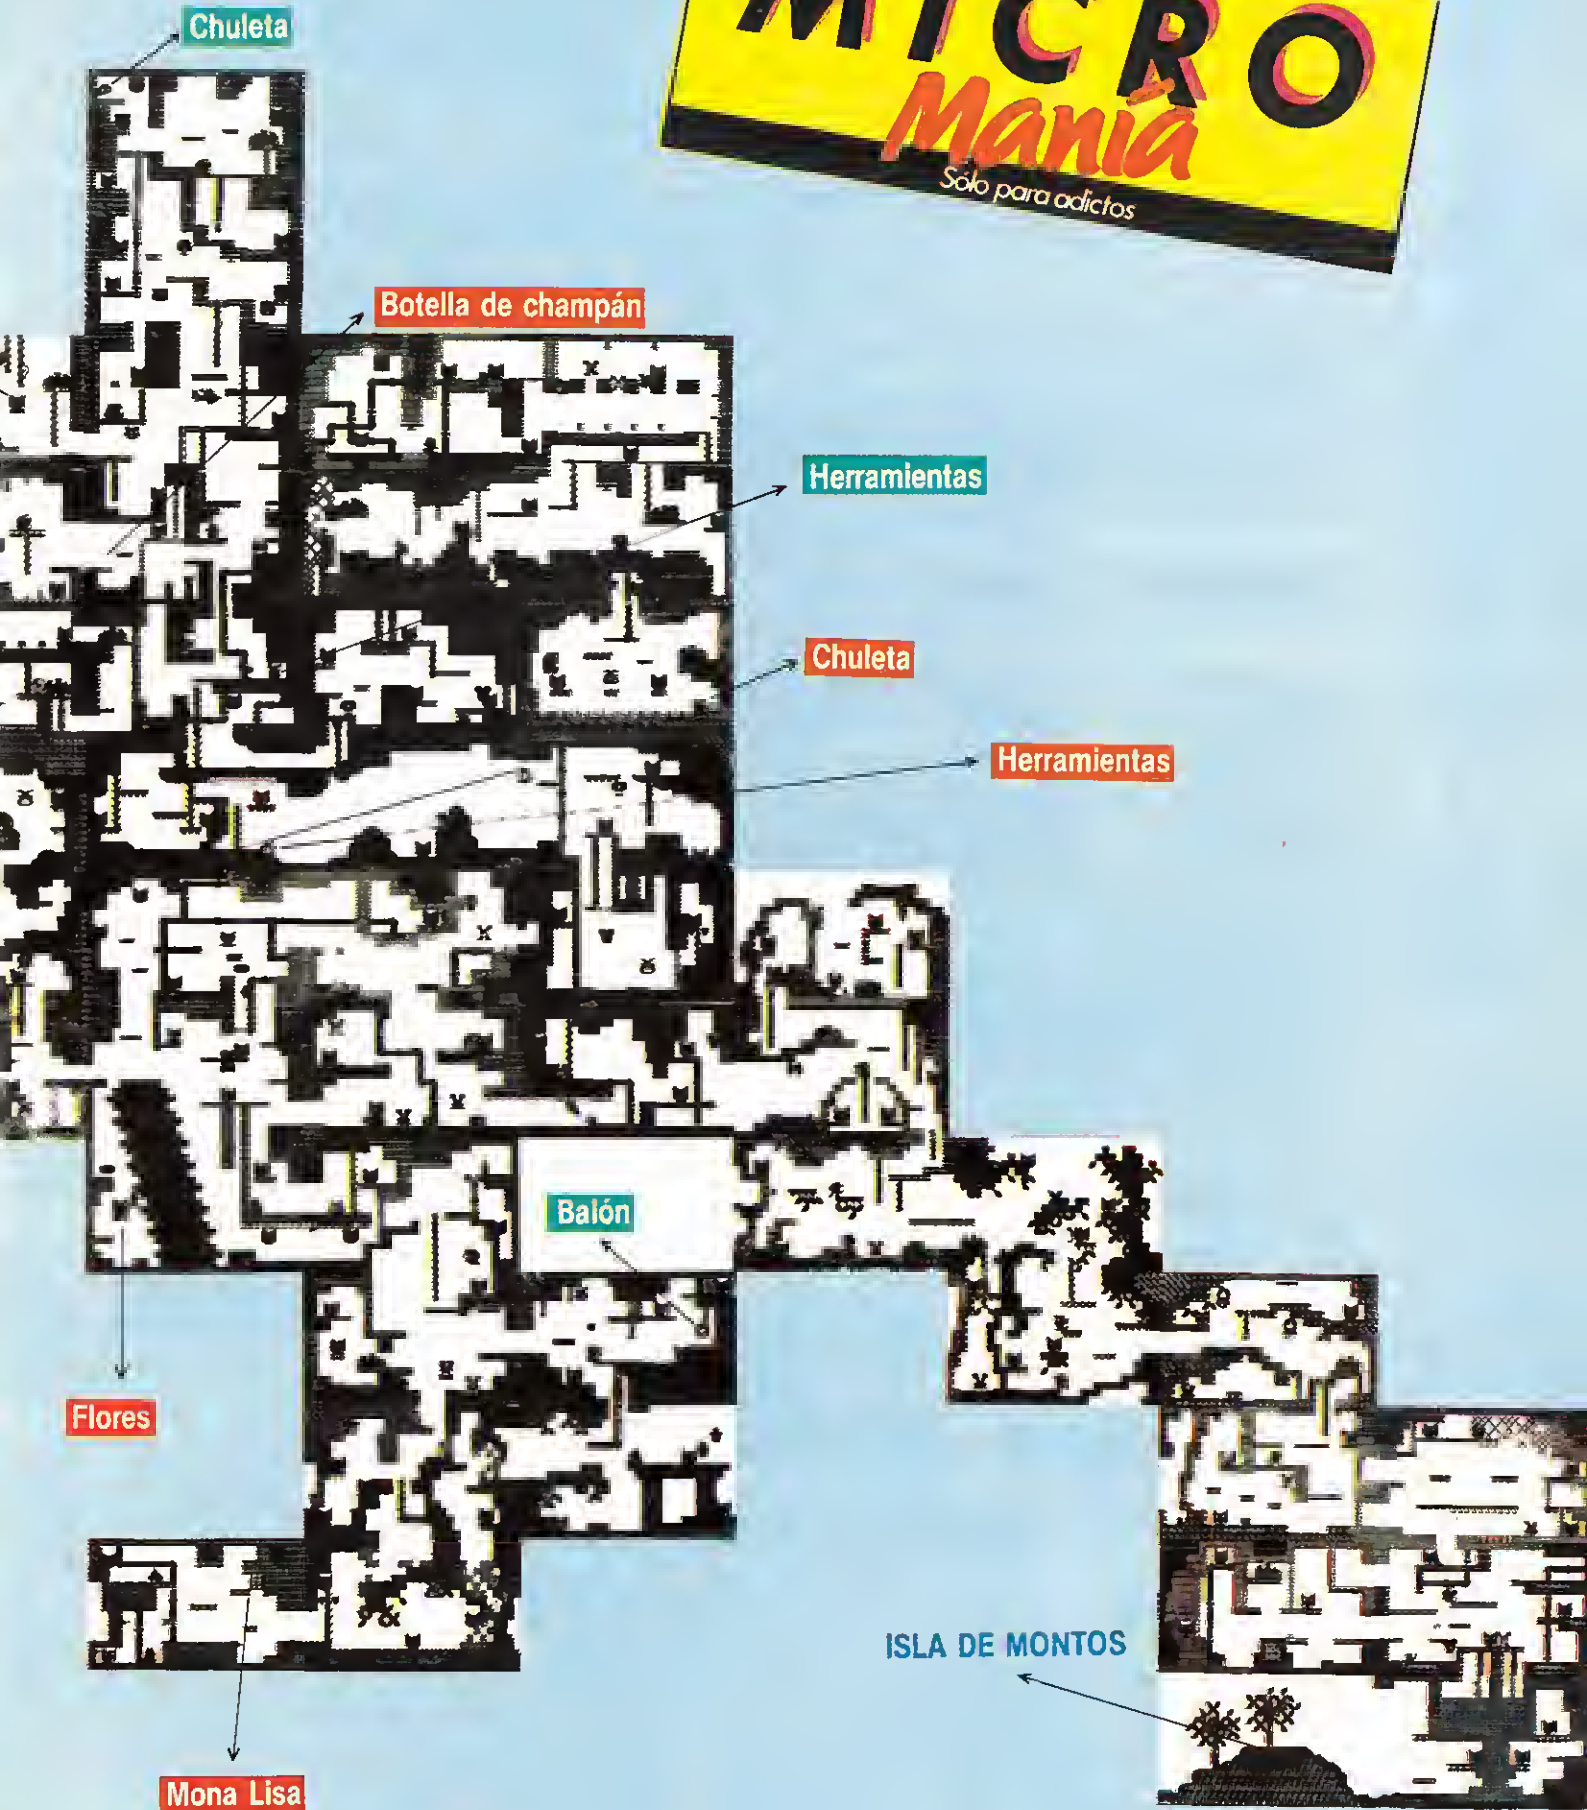 Chuleta
MICRO
Manía
Sólo para adictos
Botella de champán
Herramientas
Chuleta
Herramientas
Balón
Flores
ISLA DE MONTOS
Mona Lisa